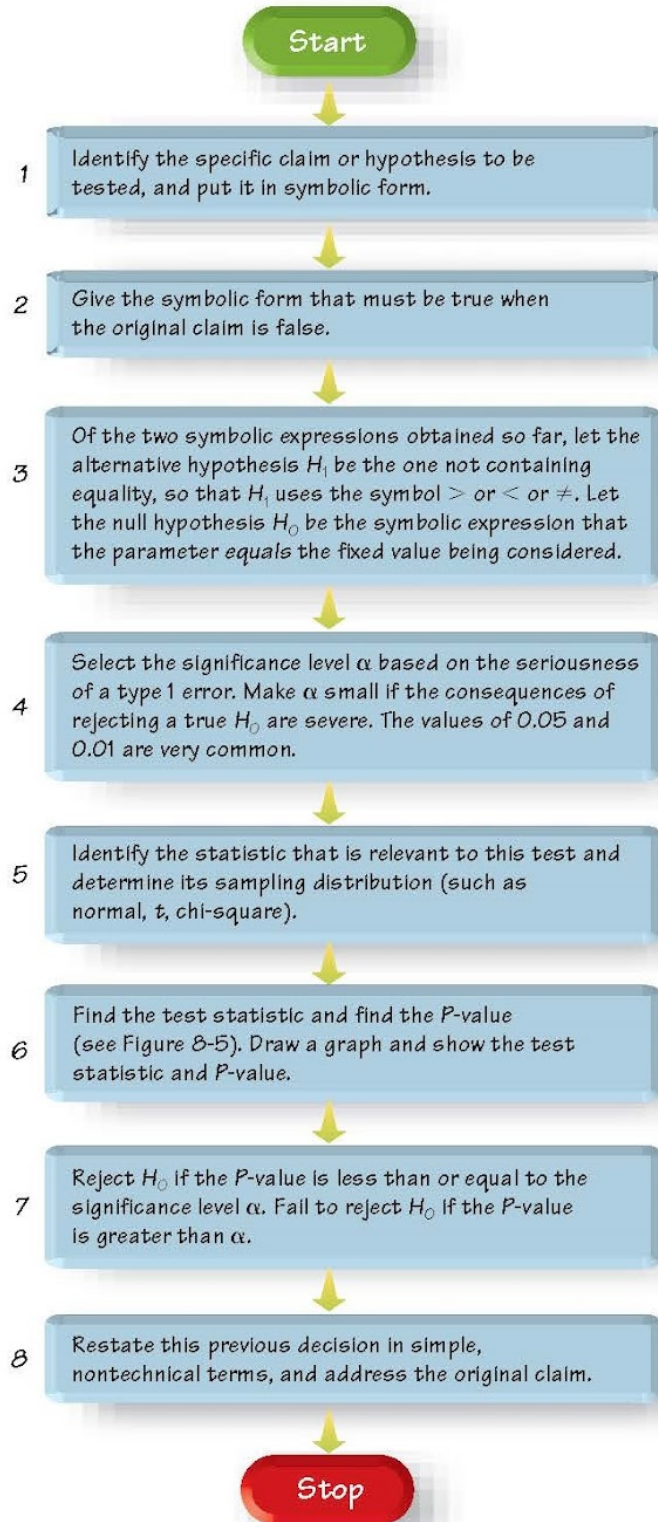 Start
1
Identify the specific claim or hypothesis to be
tested, and put it in symbolic form.
2
Give the symbolic form that must be true when
the original claim is false.
3
Of the two symbolic expressions obtained so far, let the
alternative hypothesis H₁ be the one not containing
equality, so that H₁ uses the symbol > or < or ≠. Let
the null hypothesis H₀ be the symbolic expression that
the parameter equals the fixed value being considered.
4
Select the significance level α based on the seriousness
of a type 1 error. Make α small if the consequences of
rejecting a true H₀ are severe. The values of 0.05 and
0.01 are very common.
5
Identify the statistic that is relevant to this test and
determine its sampling distribution (such as
normal, t, chi-square).
6
Find the test statistic and find the P-value
(see Figure 8-5). Draw a graph and show the test
statistic and P-value.
7
Reject H₀ if the P-value is less than or equal to the
significance level α. Fail to reject H₀ if the P-value
is greater than α.
8
Restate this previous decision in simple,
nontechnical terms, and address the original claim.
Stop